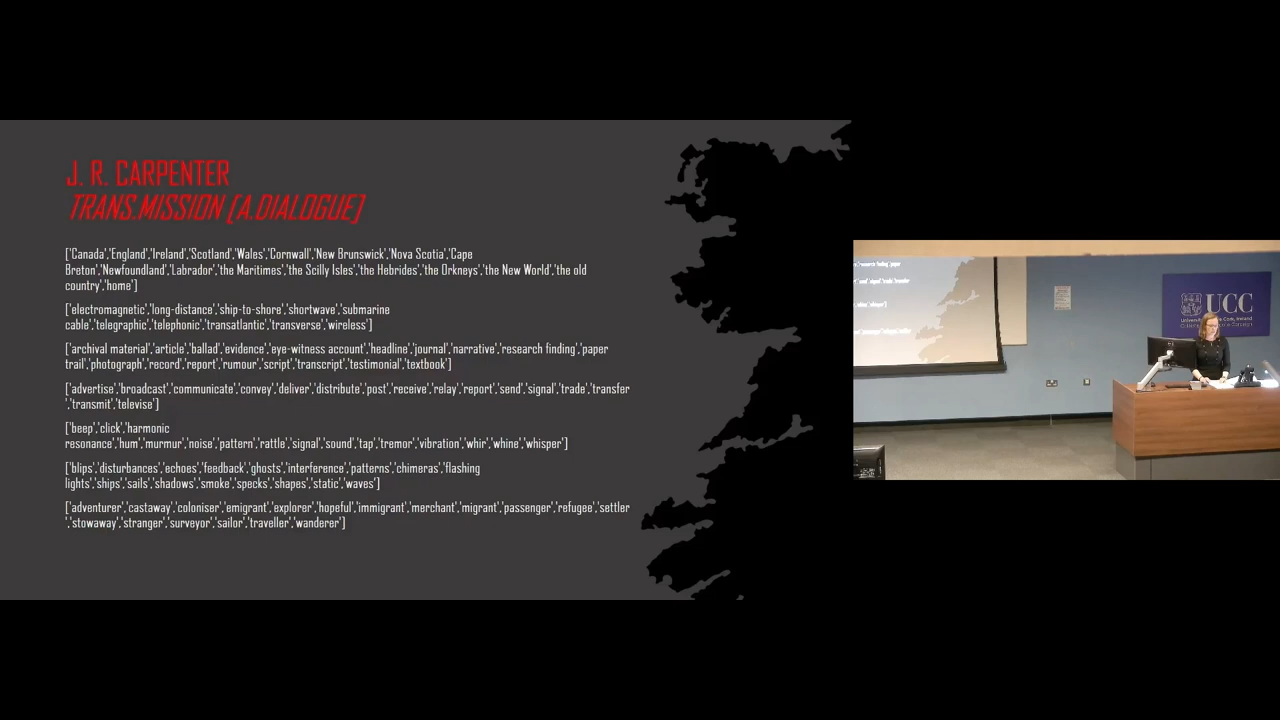 J. R. CARPENTER
TRANS.MISSION [A.DIALOGUE]
['Canada','England','Ireland','Scotland','Wales','Cornwall','New Brunswick','Nova Scotia','Cape
Breton','Newfoundland','Labrador','the Maritimes','the Scilly Isles','the Hebrides','the Orkneys','the New World','the old
country','home']
['electromagnetic','long-distance','ship-to-shore','shortwave','submarine
cable','telegraphic','telephonic','transatlantic','transverse','wireless']
['archival material','article','ballad','evidence','eye-witness account','headline','journal','narrative','research finding','paper
trail','photograph','record','report','rumour','script','transcript','testimonial','textbook']
['advertise','broadcast','communicate','convey','deliver','distribute','post','receive','relay','report','send','signal','trade','transfer
','transmit','televise']
['beep','click','harmonic
resonance','hum','murmur','noise','pattern','rattle','signal','sound','tap','tremor','vibration','whir','whine','whisper']
['blips','disturbances','echoes','feedback','ghosts','interference','patterns','chimeras','flashing
lights','ships','sails','shadows','smoke','specks','shapes','static','waves']
['adventurer','castaway','coloniser','emigrant','explorer','hopeful','immigrant','merchant','migrant','passenger','refugee','settler
','stowaway','stranger','surveyor','sailor','traveller','wanderer']
UCC